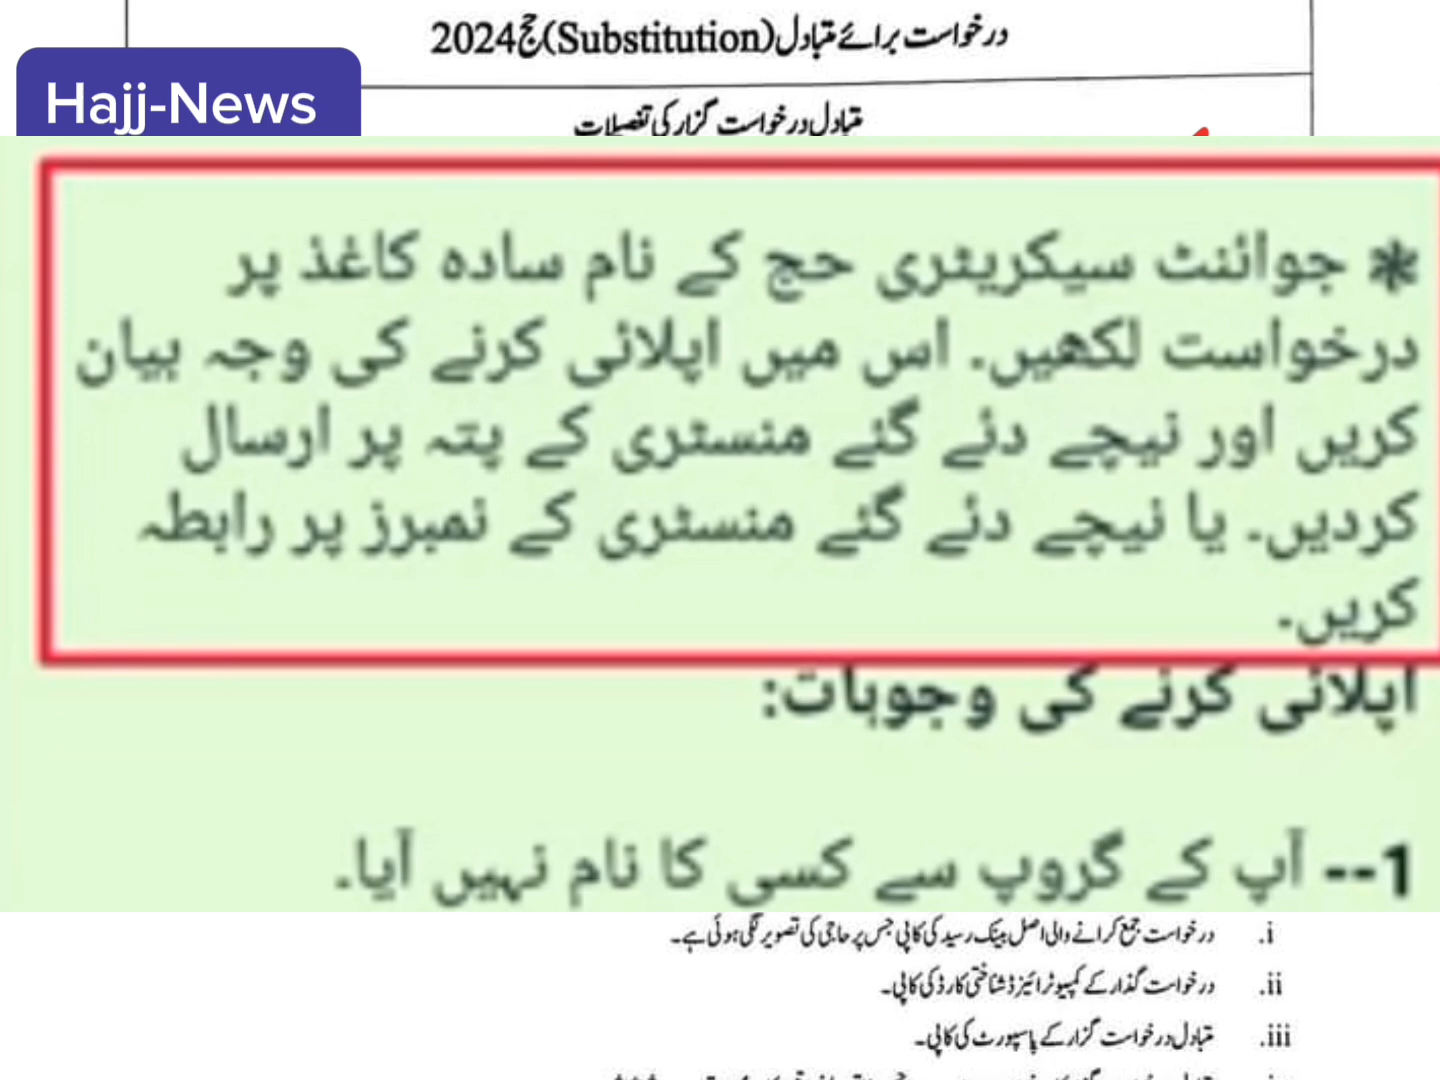 درخواست برائے متبادل(Substitution)حج2024
Hajj-News
متبادل درخواست گزار کی تفصیلات
* جوائنٹ سیکریٹری حج کے نام سادہ کاغذ پر
درخواست لکھیں۔ اس میں اپلائی کرنے کی وجہ بیان
کریں اور نیچے دئے گئے منسٹری کے پتہ پر ارسال
کردیں۔ یا نیچے دئے گئے منسٹری کے نمبرز پر رابطہ
کریں۔
اپلائی کرنے کی وجوہات:
1-- آپ کے گروپ سے کسی کا نام نہیں آیا۔
i. درخواست جمع کرانے والی اصل بینک رسید کی کاپی جس پر حاجی کی تصویر لگی ہوئی ہے۔
ii. درخواست گذار کے کمپیوٹرائیزڈ شناختی کارڈ کی کاپی۔
iii. متبادل درخواست گزار کے پاسپورٹ کی کاپی۔